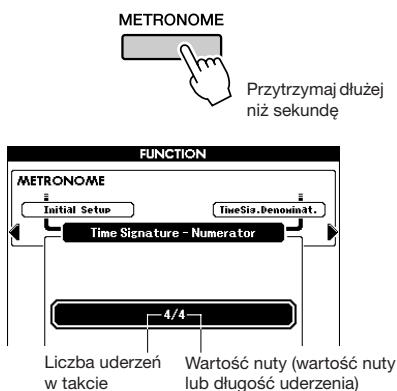 METRONOME
Przytrzymaj dłużej
niż sekundę
FUNCTION
METRONOME
Initial Setup
TimeSig.Denominat.
Time Signature - Numerator
4/4
Liczba uderzeń
w takcie
Wartość nuty (wartość nuty
lub długość uderzenia)